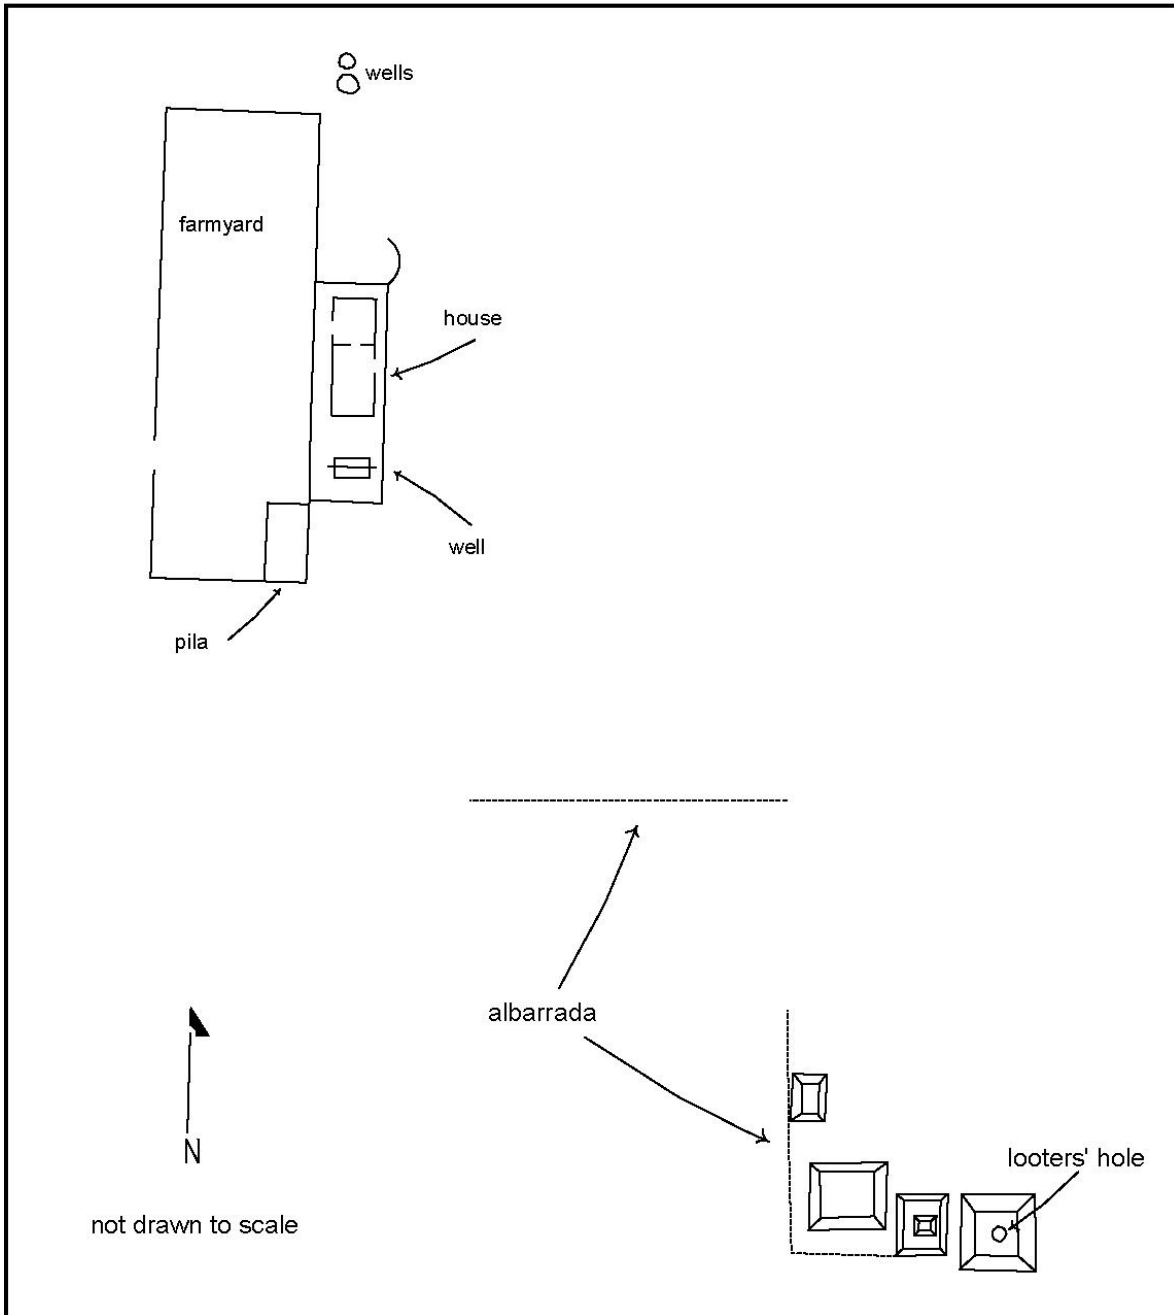 wells
farmyard
house
well
pila
albarrada
N
looters' hole
not drawn to scale